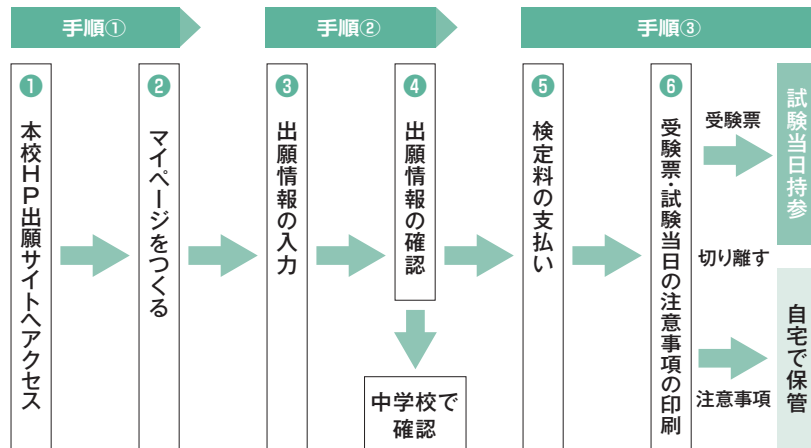 手順①
手順②
手順③
❶
本校HP出願サイトへアクセス
❷
マイページをつくる
❸
出願情報の入力
❹
出願情報の確認
中学校で
確認
❺
検定料の支払い
❻
受験票・試験当日の注意事項の印刷
受験票
試験当日持参
切り離す
注意事項
自宅で保管